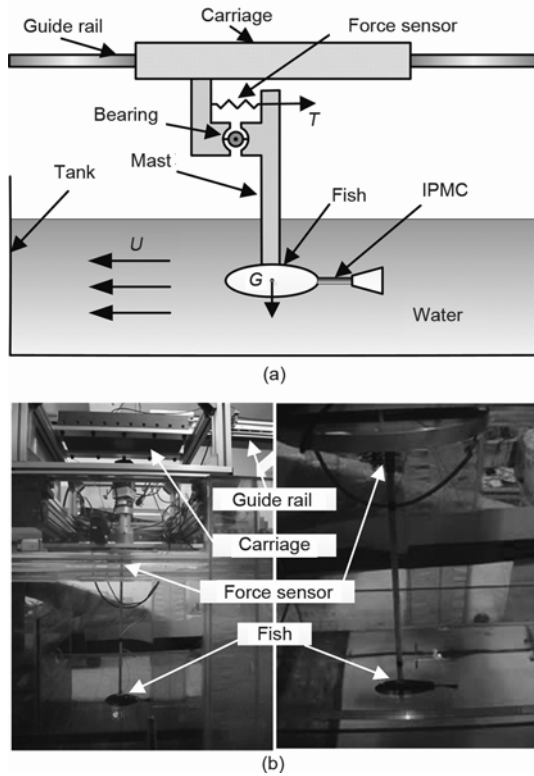 Carriage
Guide rail
Force sensor
Bearing
T
Mast
Tank
IPMC
Fish
U
G
Water
(a)
Guide rail
Carriage
Force sensor
Fish
(b)